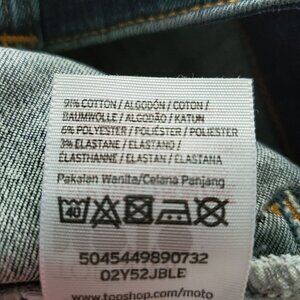 91% COTTON / ALGODÓN / COTON /
BAUMWOLLE / ALGODÃO / KATUN
6% POLYESTER / POLIÉSTER / POLIESTER
3% ELASTANE / ELASTANO /
ÉLASTHANNE / ELASTAN / ELASTANA
Pakaian Wanita/Celana Panjang
40
5045449890732
02Y52JBLE
www.topshop.com/moto